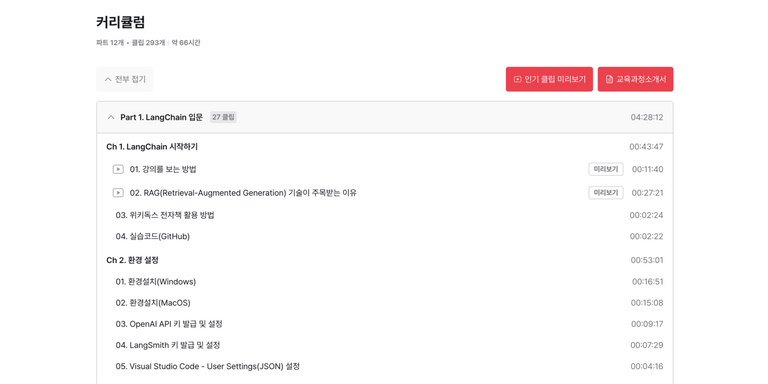 커리큘럼
파트 12개 • 클립 293개 | 약 66시간
전부 접기
인기 클립 미리보기
교육과정소개서
Part 1. LangChain 입문 27 클립 04:28:12
Ch 1. LangChain 시작하기 00:43:47
01. 강의를 보는 방법 미리보기 00:11:40
02. RAG(Retrieval-Augmented Generation) 기술이 주목받는 이유 미리보기 00:27:21
03. 위키독스 전자책 활용 방법 00:02:24
04. 실습코드(GitHub) 00:02:22
Ch 2. 환경 설정 00:53:01
01. 환경설치(Windows) 00:16:51
02. 환경설치(MacOS) 00:15:08
03. OpenAI API 키 발급 및 설정 00:09:17
04. LangSmith 키 발급 및 설정 00:07:29
05. Visual Studio Code - User Settings(JSON) 설정 00:04:16